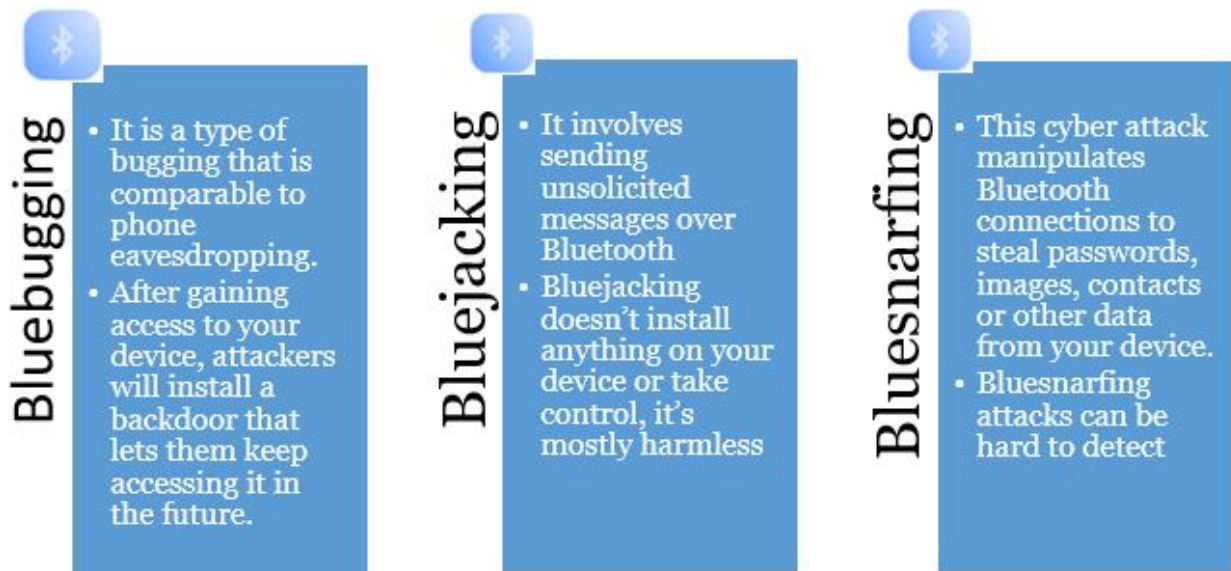 Bluebugging
• It is a type of
bugging that is
comparable to
phone
eavesdropping.
• After gaining
access to your
device, attackers
will install a
backdoor that
lets them keep
accessing it in
the future.
Bluejacking
• It involves
sending
unsolicited
messages over
Bluetooth
• Bluejacking
doesn’t install
anything on your
device or take
control, it’s
mostly harmless
Bluesnarfing
• This cyber attack
manipulates
Bluetooth
connections to
steal passwords,
images, contacts
or other data
from your device.
• Bluesnarfing
attacks can be
hard to detect